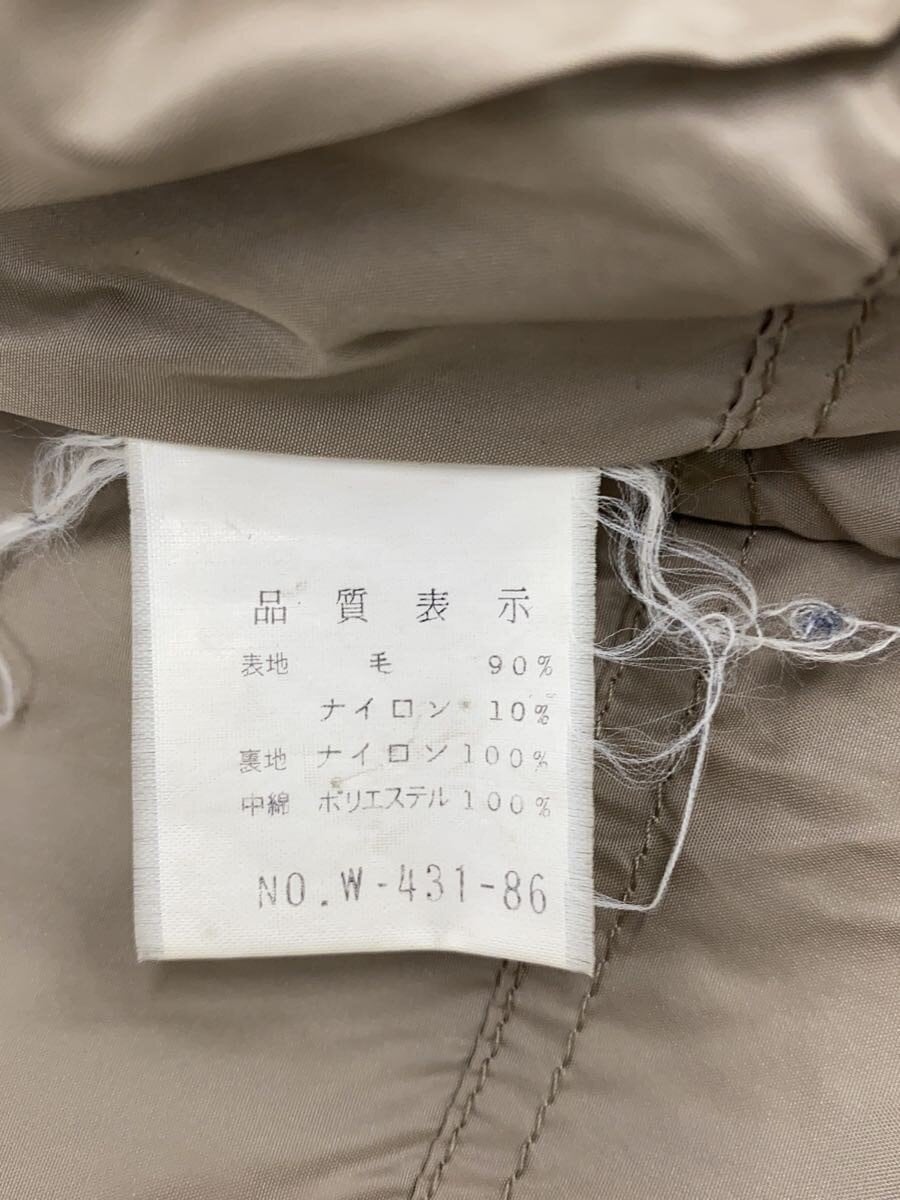 品質表示
表地 毛 90%
ナイロン 10%
裏地 ナイロン 100%
中綿 ポリエステル 100%
NO.W-431-86